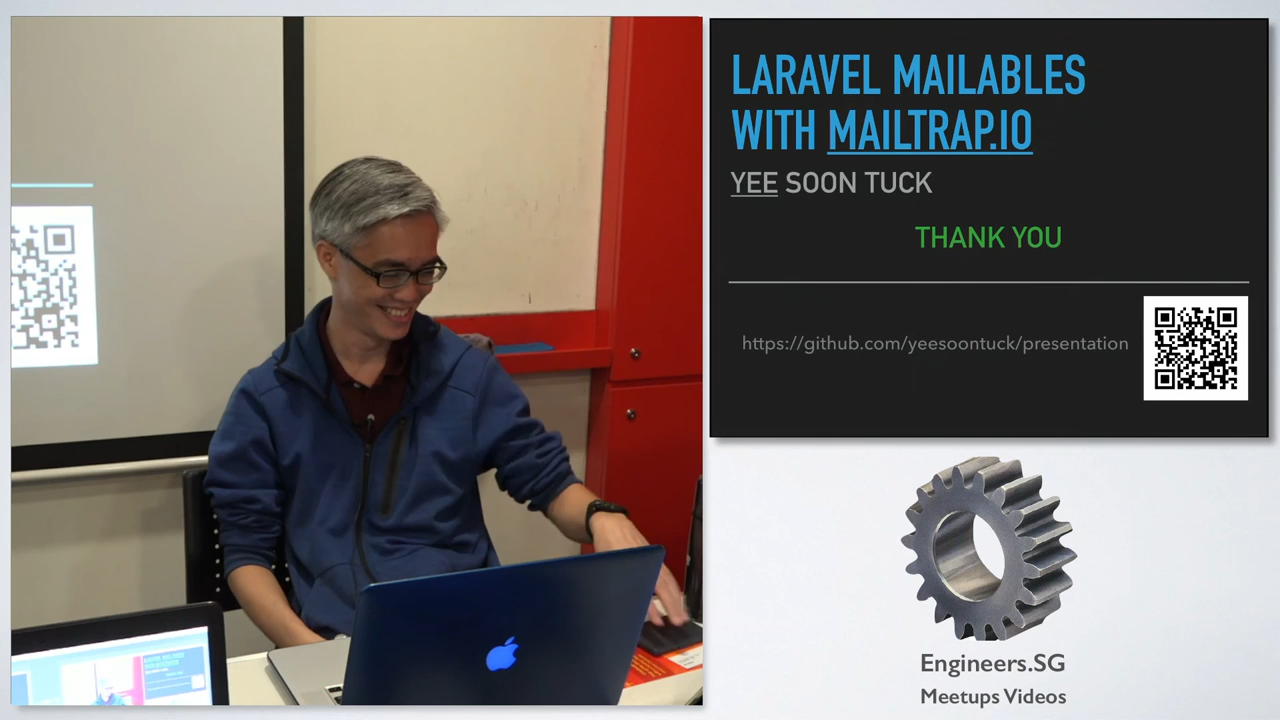 LARAVEL MAILABLES
WITH MAILTRAP.IO
YEE SOON TUCK
THANK YOU
https://github.com/yeesoontuck/presentation
Engineers.SG
Meetups Videos